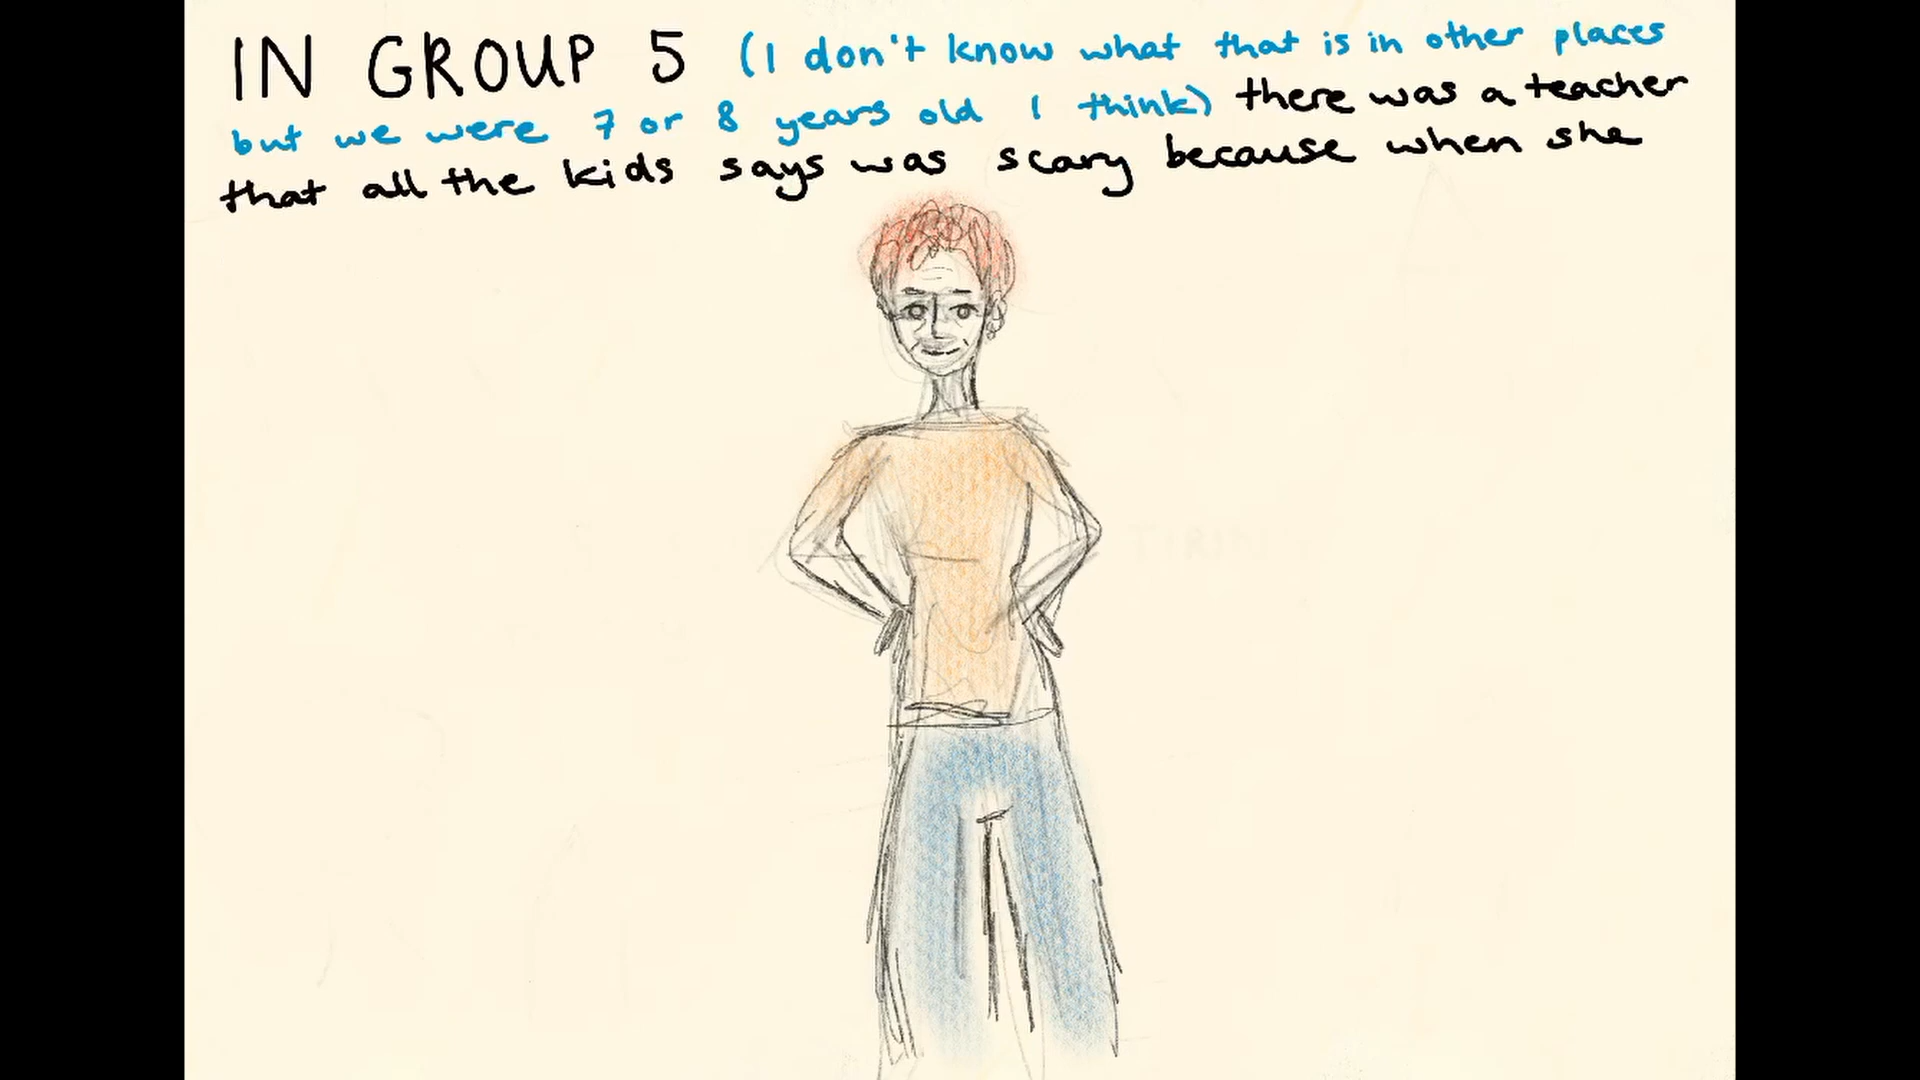 IN GROUP 5 (I don't know what that is in other places
but we were 7 or 8 years old I think) there was a teacher
that all the kids says was scary because when she